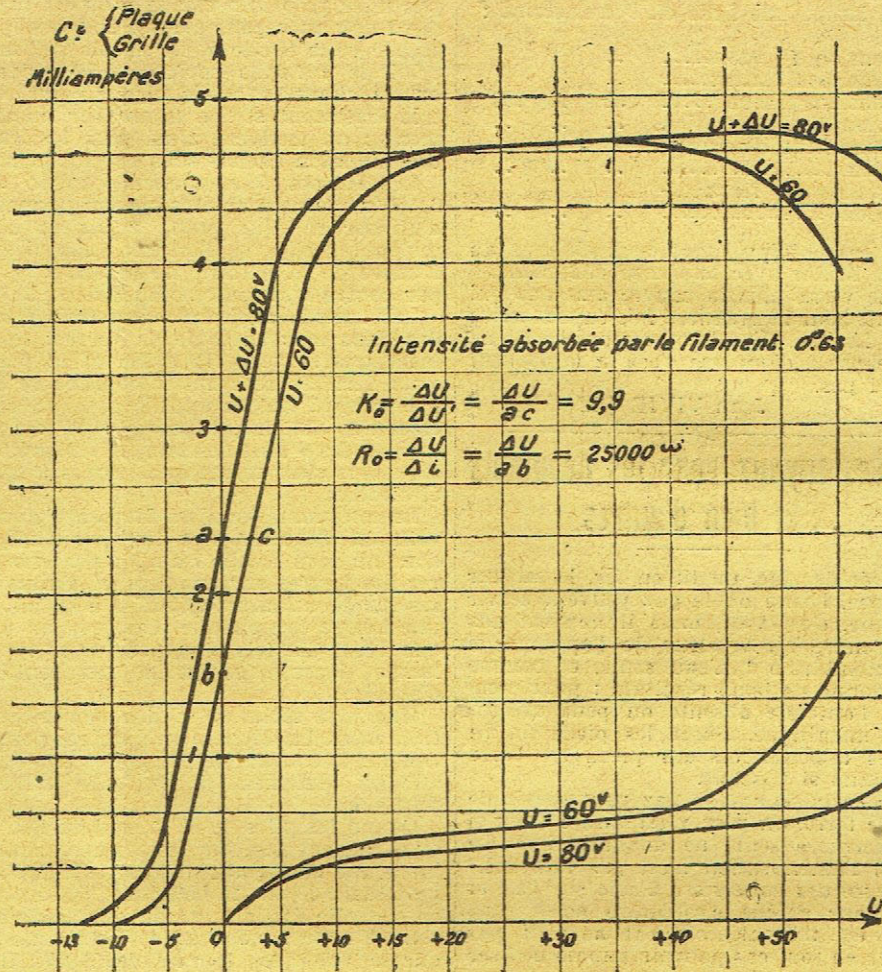 Ct { Plaque
Grille
Milliampères
5
U + ΔU = 80v
U = 60
4
U + ΔU = 80v
U = 60
Intensité absorbée par le filament. 0a.63
K0 = ΔU / ΔU' = ΔU / ac = 9,9
3
R0 = ΔU / Δi = ΔU / ab = 25000 ω
a c
2
b
1
U = 60v
U = 80v
-13 -10 -5 0 +5 +10 +15 +20 +30 +40 +50 U